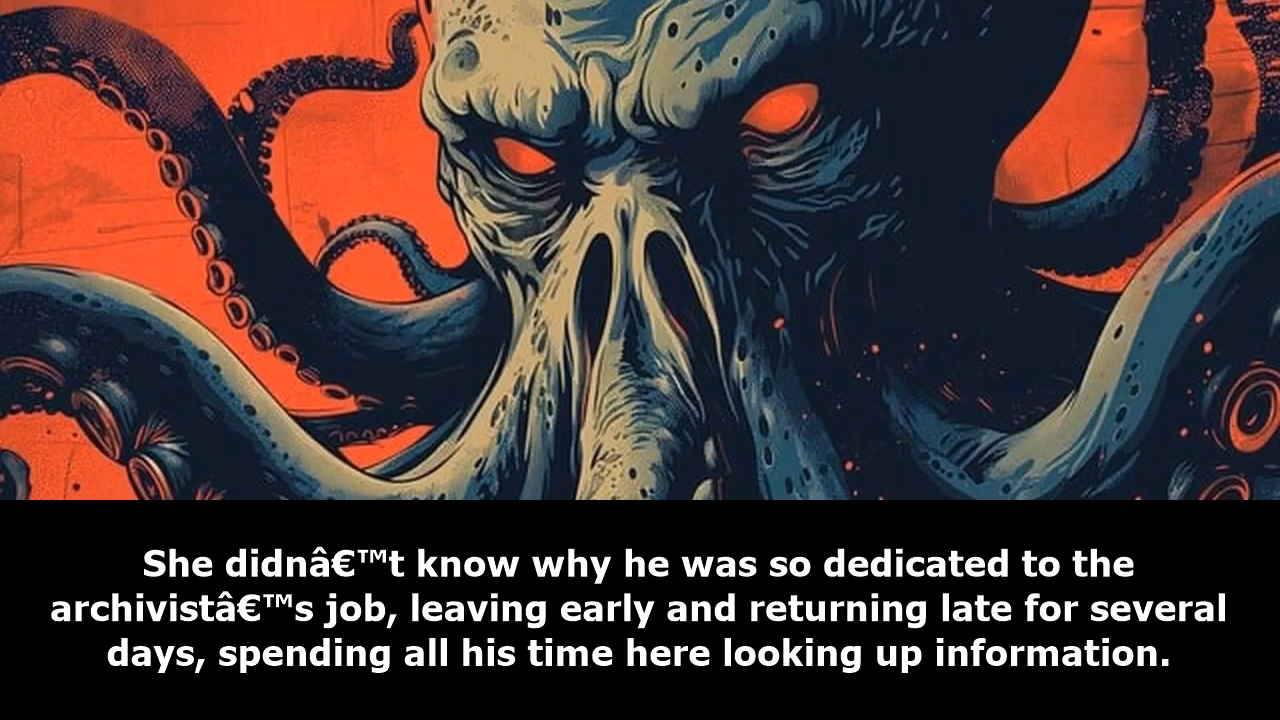 She didnâ€™t know why he was so dedicated to the
archivistâ€™s job, leaving early and returning late for several
days, spending all his time here looking up information.